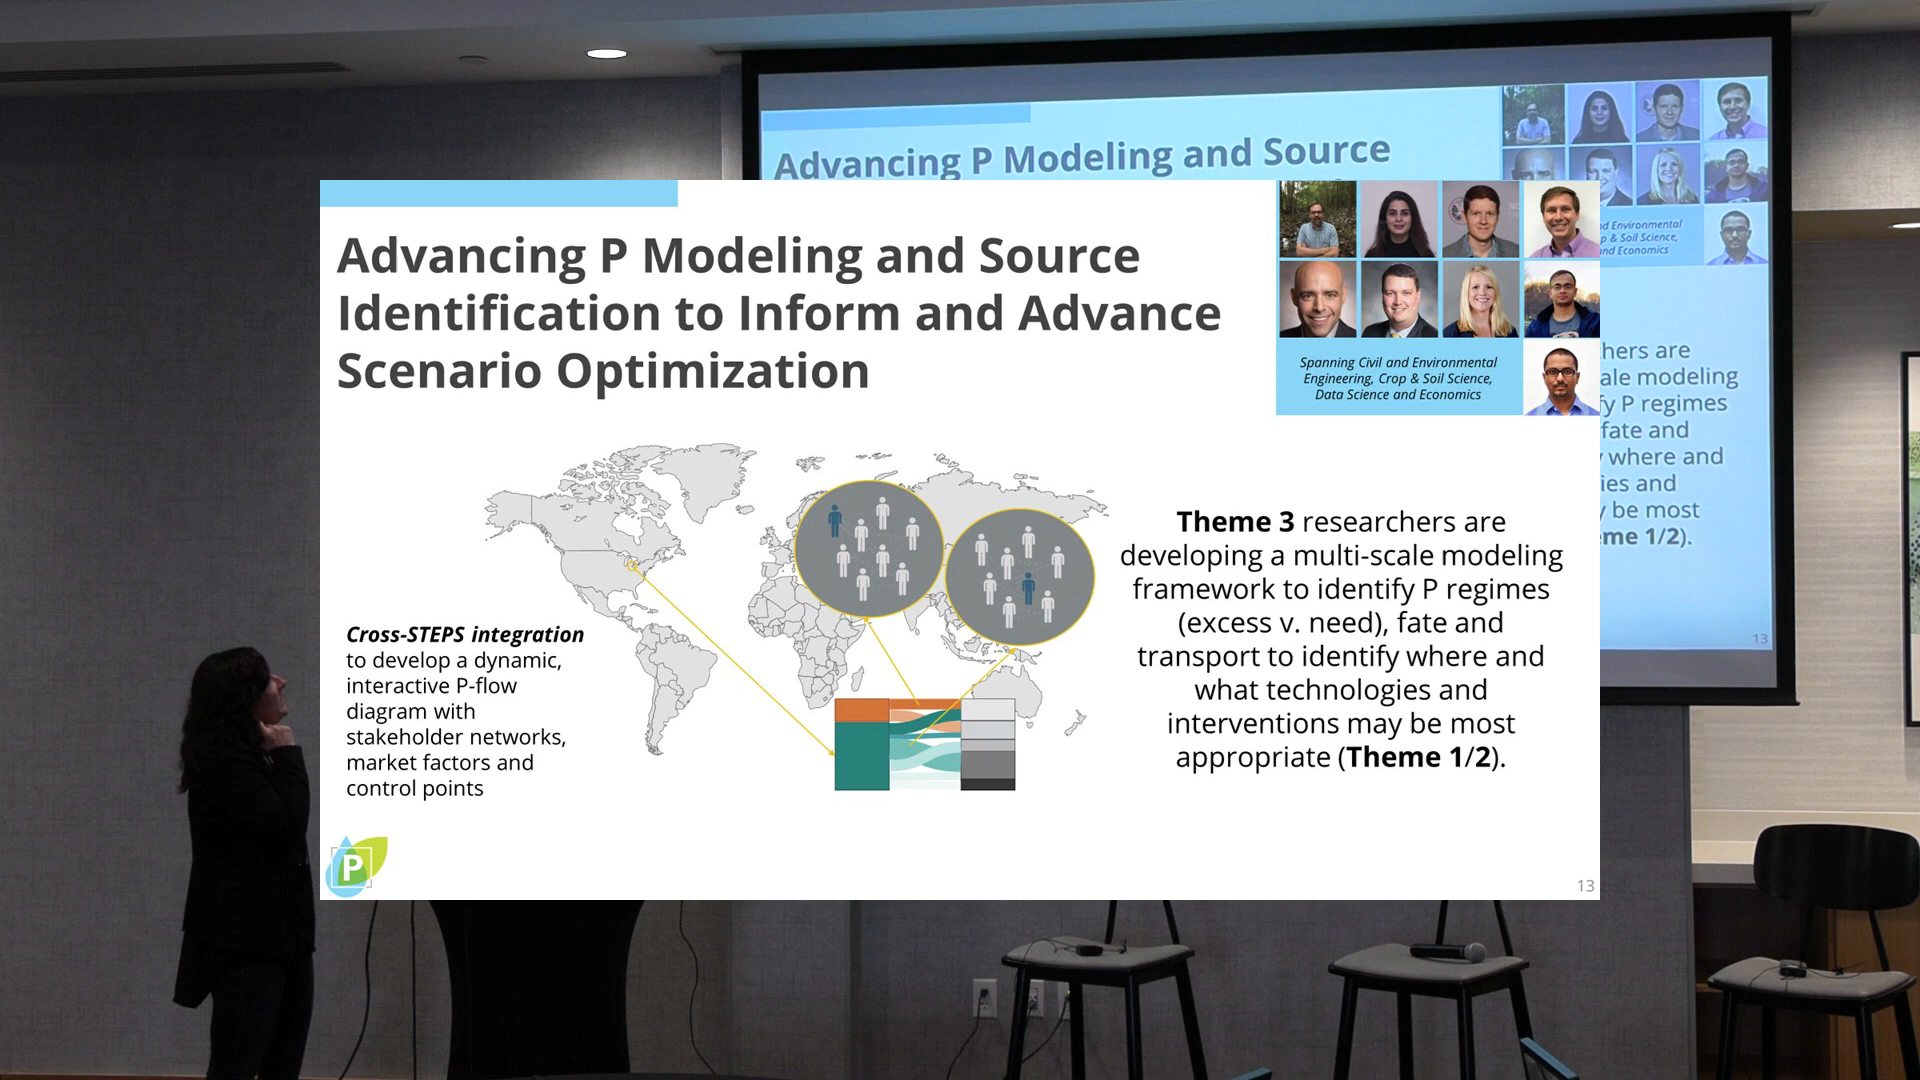 Advancing P Modeling and Source
Advancing P Modeling and Source
Identification to Inform and Advance
Scenario Optimization
Spanning Civil and Environmental
Engineering, Crop & Soil Science,
Data Science and Economics
Cross-STEPS integration
to develop a dynamic,
interactive P-flow
diagram with
stakeholder networks,
market factors and
control points
Theme 3 researchers are
developing a multi-scale modeling
framework to identify P regimes
(excess v. need), fate and
transport to identify where and
what technologies and
interventions may be most
appropriate (Theme 1/2).
P
13
Environmental
& Soil Science,
and Economics
hers are
ale modeling
fy P regimes
fate and
where and
ies and
be most
me 1/2).
13